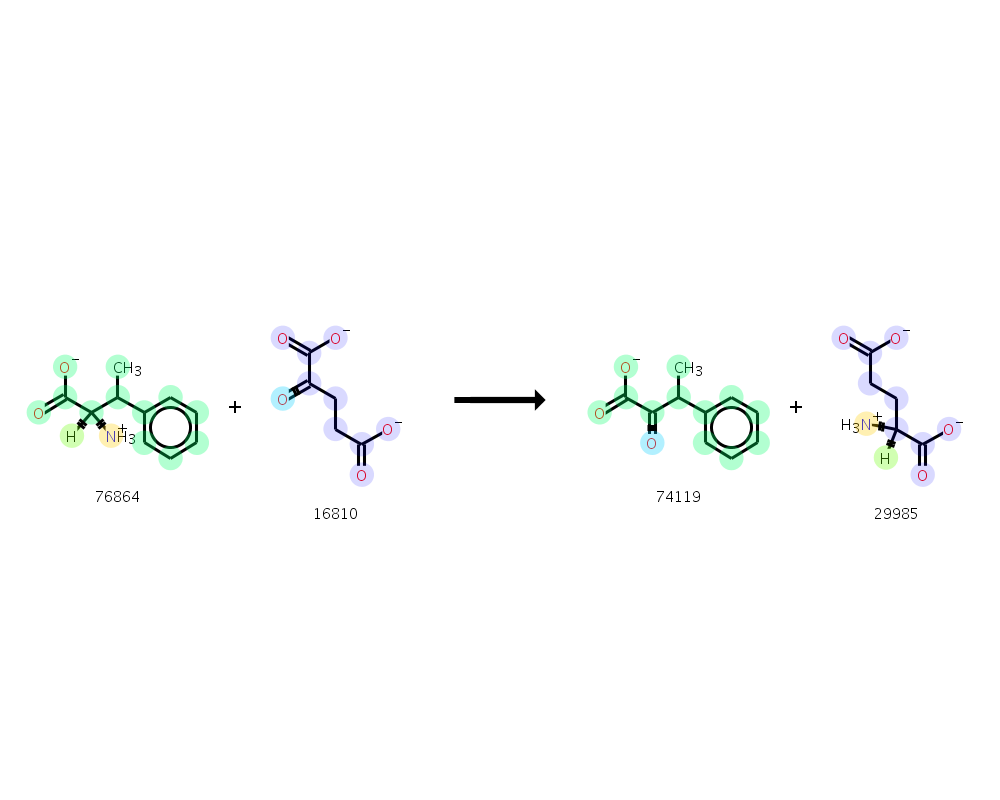 O− CH3 O H NH3+ + O O− O O− O → O− CH3 O O + O O− H3N+ H O− O
76864 16810 74119 29985